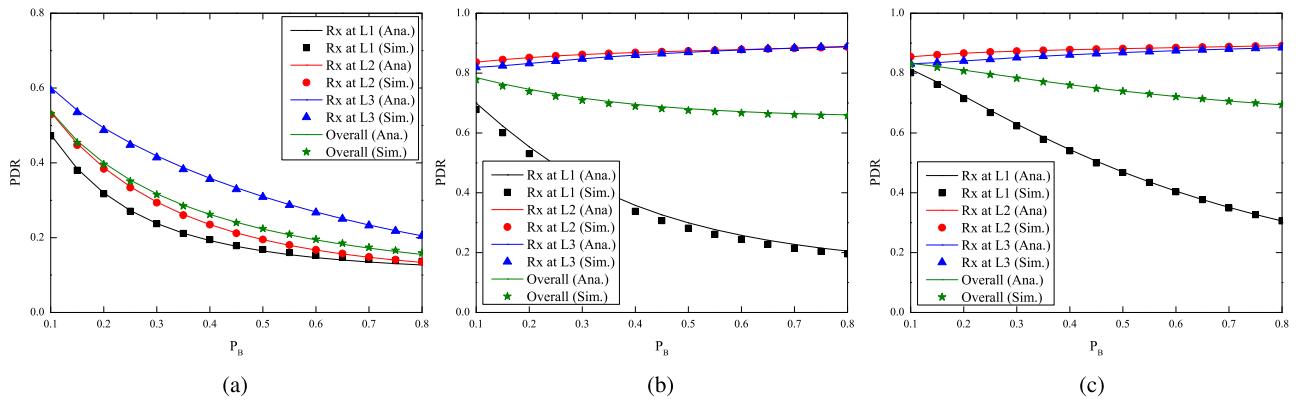 0.8
0.6
0.4
0.2
0.0
PDR
0.1 0.2 0.3 0.4 0.5 0.6 0.7 0.8
P_B
Rx at L1 (Ana.)
Rx at L1 (Sim.)
Rx at L2 (Ana)
Rx at L2 (Sim.)
Rx at L3 (Ana.)
Rx at L3 (Sim.)
Overall (Ana.)
Overall (Sim.)
(a)
1.0
0.8
0.6
0.4
0.2
0.0
PDR
0.1 0.2 0.3 0.4 0.5 0.6 0.7 0.8
P_B
Rx at L1 (Ana.)
Rx at L1 (Sim.)
Rx at L2 (Ana)
Rx at L2 (Sim.)
Rx at L3 (Ana.)
Rx at L3 (Sim.)
Overall (Ana.)
Overall (Sim.)
(b)
1.0
0.8
0.6
0.4
0.2
0.0
PDR
0.1 0.2 0.3 0.4 0.5 0.6 0.7 0.8
P_B
Rx at L1 (Ana.)
Rx at L1 (Sim.)
Rx at L2 (Ana)
Rx at L2 (Sim.)
Rx at L3 (Ana.)
Rx at L3 (Sim.)
Overall (Ana.)
Overall (Sim.)
(c)